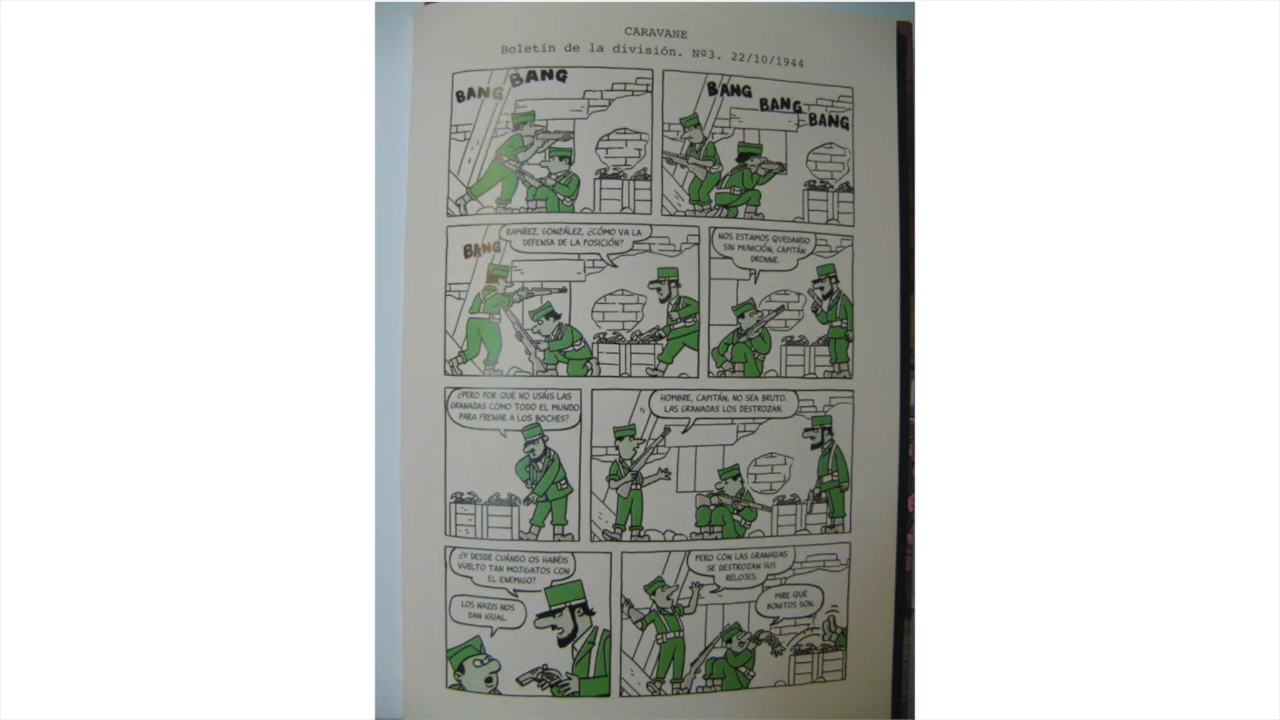 CARAVANE
Boletín de la división. Nº3. 22/10/1944
BANG BANG
BANG
BANG
BANG
BANG
RAMÍREZ, GONZÁLEZ, ¿CÓMO VA LA
DEFENSA DE LA POSICIÓN?
NOS ESTAMOS QUEDANDO
SIN MUNICIÓN, CAPITÁN
DRONNE.
¿PERO POR QUÉ NO USÁIS LAS
GRANADAS COMO TODO EL MUNDO
PARA FRENAR A LOS BOCHES?
HOMBRE, CAPITÁN, NO SEA BRUTO.
LAS GRANADAS LOS DESTROZAN.
¿Y DESDE CUÁNDO OS HABÉIS
VUELTO TAN MOJIGATOS CON
EL ENEMIGO?
LOS NAZIS NOS
DAN IGUAL.
PERO CON LAS GRANADAS
SE DESTROZAN SUS
RELOJES.
MIRE QUÉ
BONITOS SON.